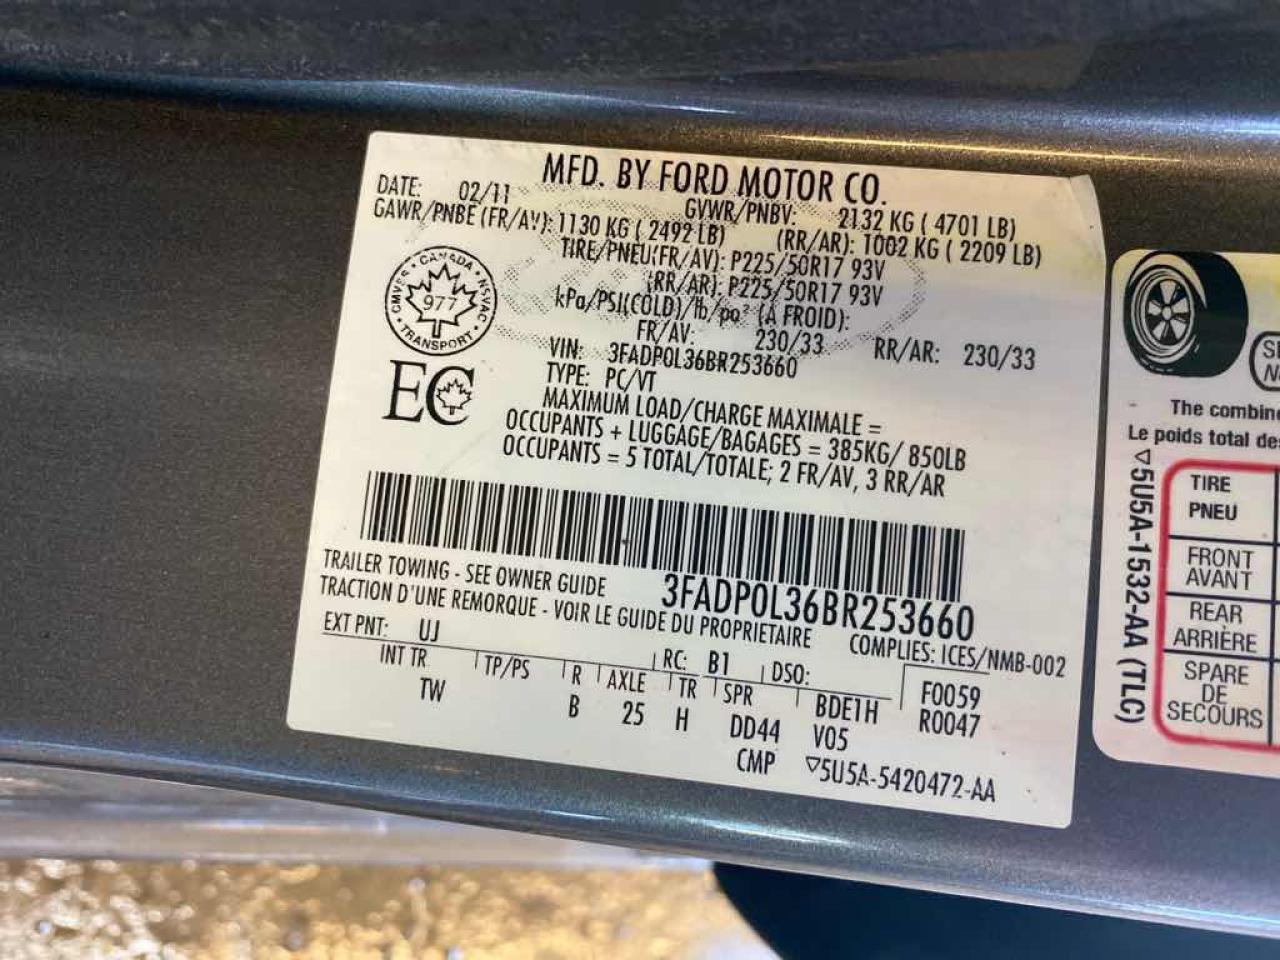 MFD. BY FORD MOTOR CO.
DATE: 02/11 GVWR/PNBV: 2132 KG ( 4701 LB)
GAWR/PNBE (FR/AV): 1130 KG ( 2492 LB) (RR/AR): 1002 KG ( 2209 LB)
TIRE/PNEU(FR/AV): P225/50R17 93V
(RR/AR): P225/50R17 93V
kPa/PSI(COLD)/lb/po² (A FROID):
FR/AV: 230/33 RR/AR: 230/33
VIN: 3FADP0L36BR253660
TYPE: PC/VT
MAXIMUM LOAD/CHARGE MAXIMALE =
OCCUPANTS + LUGGAGE/BAGAGES = 385KG/ 850LB
OCCUPANTS = 5 TOTAL/TOTALE; 2 FR/AV, 3 RR/AR
CANADA
CMVSS NSVAC
977
TRANSPORT
EC
TRAILER TOWING - SEE OWNER GUIDE
3FADP0L36BR253660
TRACTION D'UNE REMORQUE - VOIR LE GUIDE DU PROPRIETAIRE
COMPLIES: ICES/NMB-002
EXT PNT: UJ RC: B1 DSO: F0059
INT TR TP/PS R AXLE TR SPR BDE1H R0047
TW B 25 H DD44 V05
CMP ▽5U5A-5420472-AA
The combin
Le poids total des
▽5U5A-1532-AA (TLC)
TIRE
PNEU
FRONT
AVANT
REAR
ARRIÈRE
SPARE
DE
SECOURS